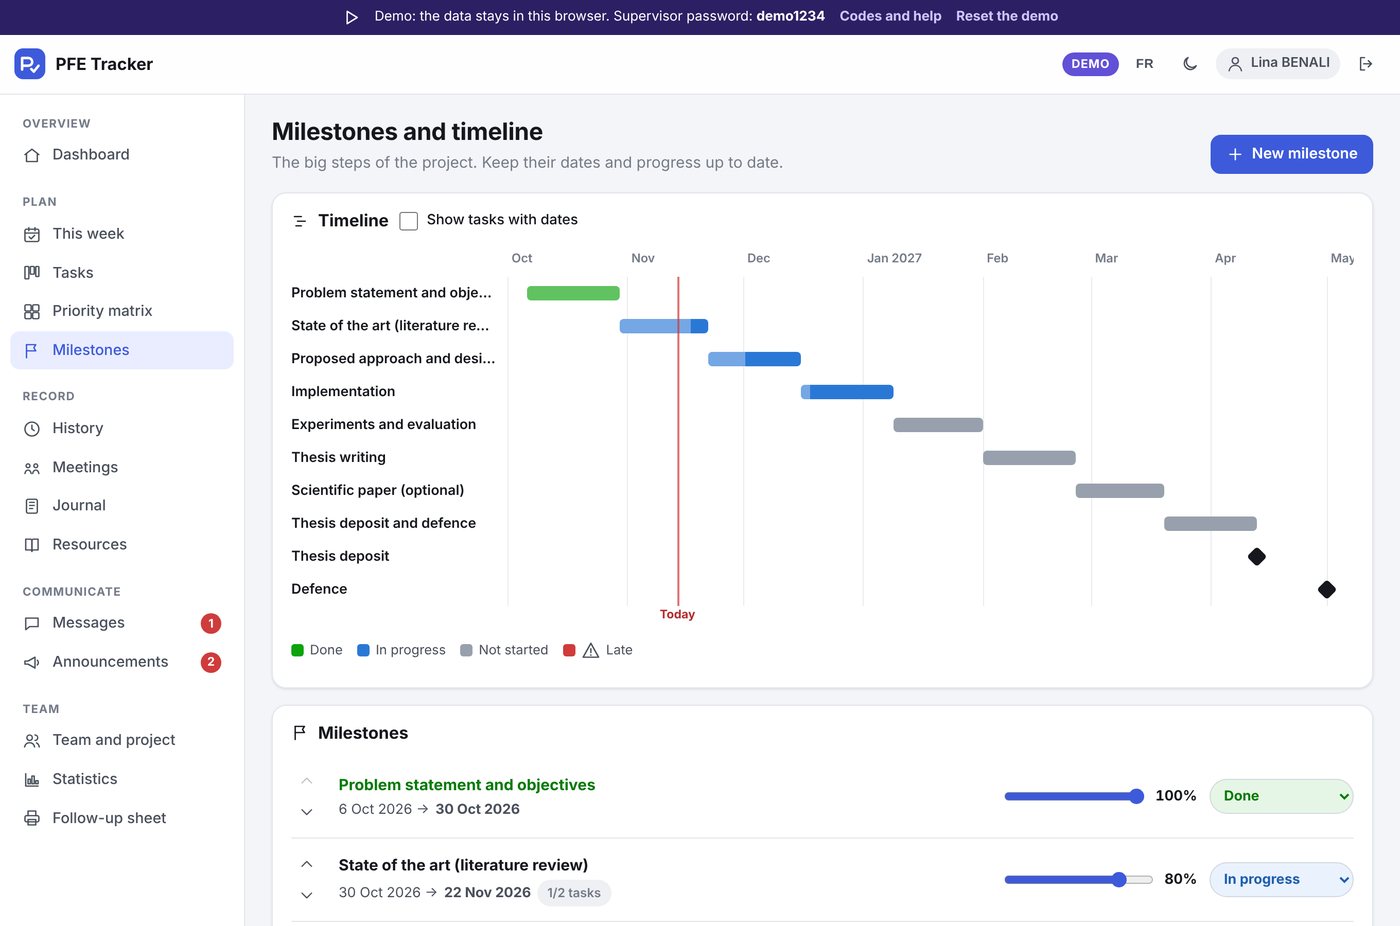 Demo: the data stays in this browser. Supervisor password: demo1234 Codes and help Reset the demo
PFE Tracker
DEMO FR Lina BENALI
OVERVIEW
Dashboard
PLAN
This week
Tasks
Priority matrix
Milestones
RECORD
History
Meetings
Journal
Resources
COMMUNICATE
Messages 1
Announcements 2
TEAM
Team and project
Statistics
Follow-up sheet
Milestones and timeline
The big steps of the project. Keep their dates and progress up to date.
+ New milestone
Timeline Show tasks with dates
Oct Nov Dec Jan 2027 Feb Mar Apr May
Problem statement and obje...
State of the art (literature re...
Proposed approach and desi...
Implementation
Experiments and evaluation
Thesis writing
Scientific paper (optional)
Thesis deposit and defence
Thesis deposit
Defence
Today
Done In progress Not started Late
Milestones
Problem statement and objectives
6 Oct 2026 → 30 Oct 2026
100% Done
State of the art (literature review)
30 Oct 2026 → 22 Nov 2026 1/2 tasks
80% In progress